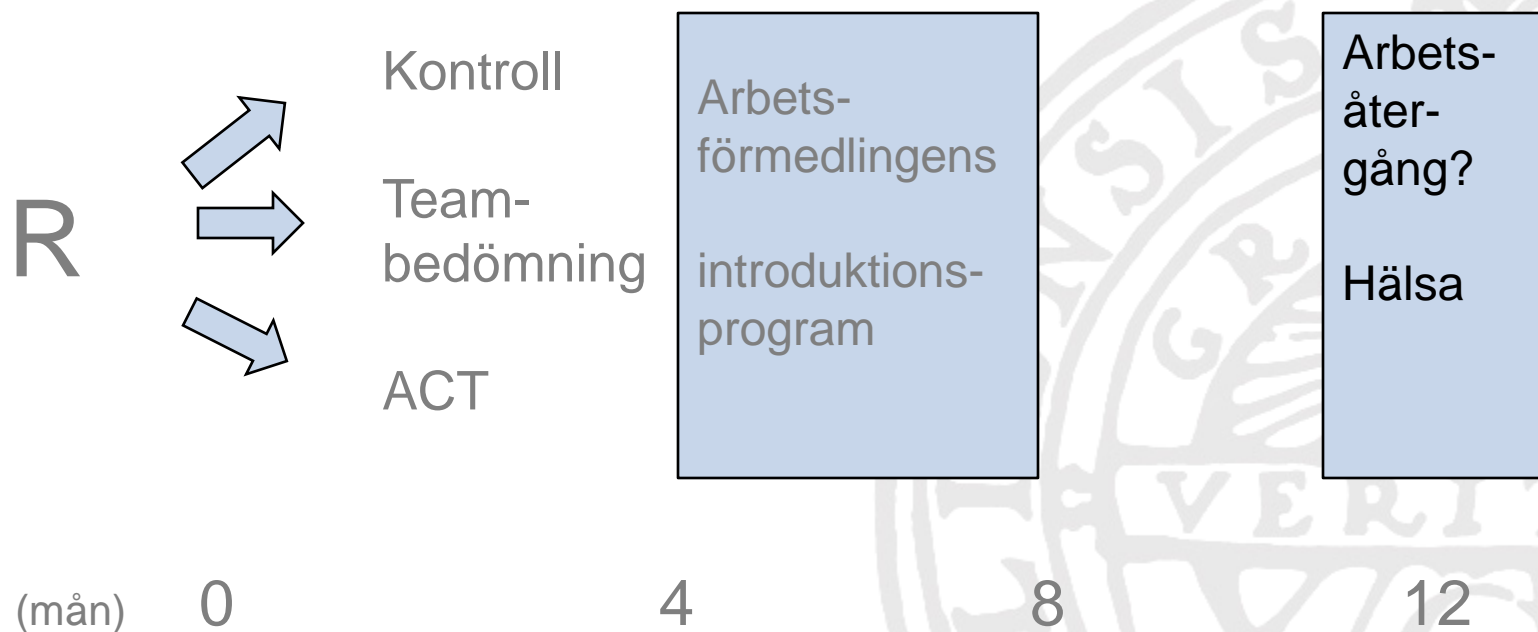 R
Kontroll
Team-
bedömning
ACT
Arbets-
förmedlingens
introduktions-
program
Arbets-
åter-
gång?
Hälsa
(mån) 0 4 8 12